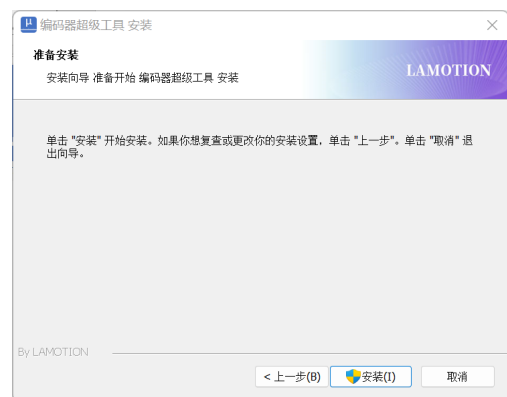 μ 编码器超级工具 安装
准备安装
安装向导 准备开始 编码器超级工具 安装
LAMOTION
单击 "安装" 开始安装。如果你想复查或更改你的安装设置，单击 "上一步"。单击 "取消" 退
出向导。
By LAMOTION
< 上一步(B)
安装(I)
取消